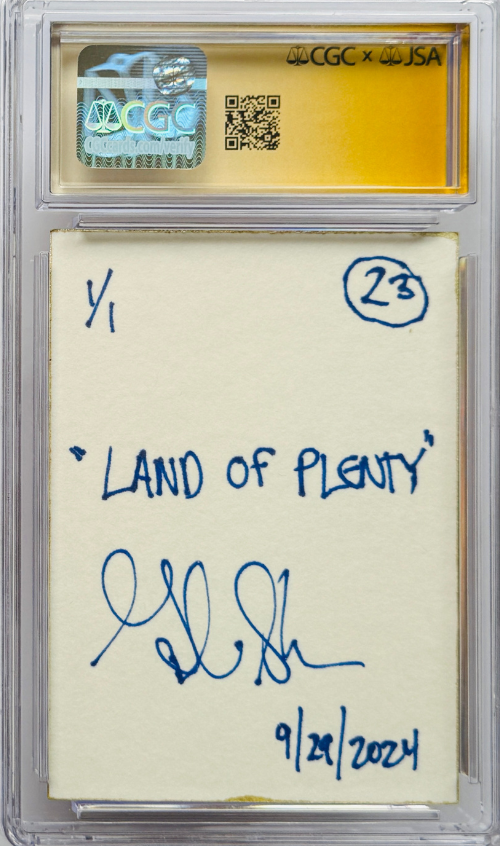 CGC × JSA
CGC
CGCcards.com/verify
1/1
23
"LAND OF PLENTY"
9/29/2024